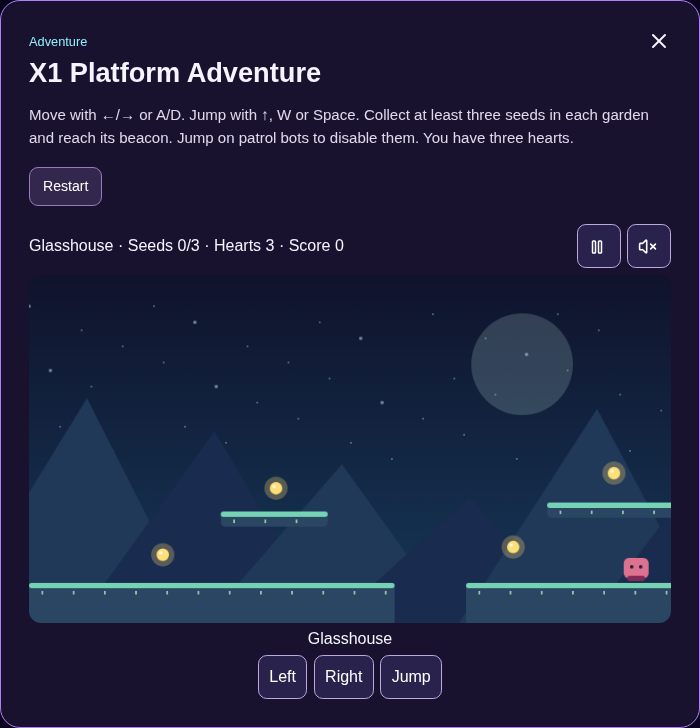 Adventure
X1 Platform Adventure
Move with ←/→ or A/D. Jump with ↑, W or Space. Collect at least three seeds in each garden
and reach its beacon. Jump on patrol bots to disable them. You have three hearts.
Restart
Glasshouse · Seeds 0/3 · Hearts 3 · Score 0
Glasshouse
Left Right Jump